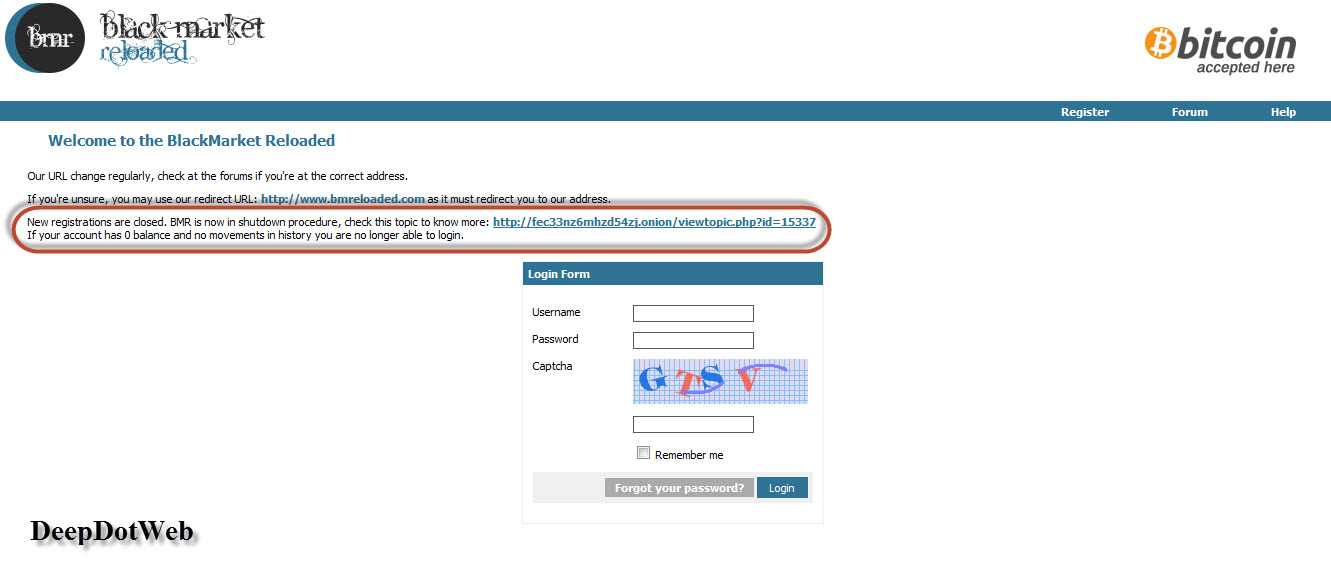 bmr
Black market
reloaded
bitcoin
accepted here
Register Forum Help
Welcome to the BlackMarket Reloaded
Our URL change regularly, check at the forums if you're at the correct address.
If you're unsure, you may use our redirect URL: http://www.bmreloaded.com as it must redirect you to our address.
New registrations are closed. BMR is now in shutdown procedure, check this topic to know more: http://fec33nz6mhzd54zj.onion/viewtopic.php?id=15337
If your account has 0 balance and no movements in history you are no longer able to login.
Login Form
Username
Password
Captcha
GTSV
Remember me
Forgot your password? Login
DeepDotWeb